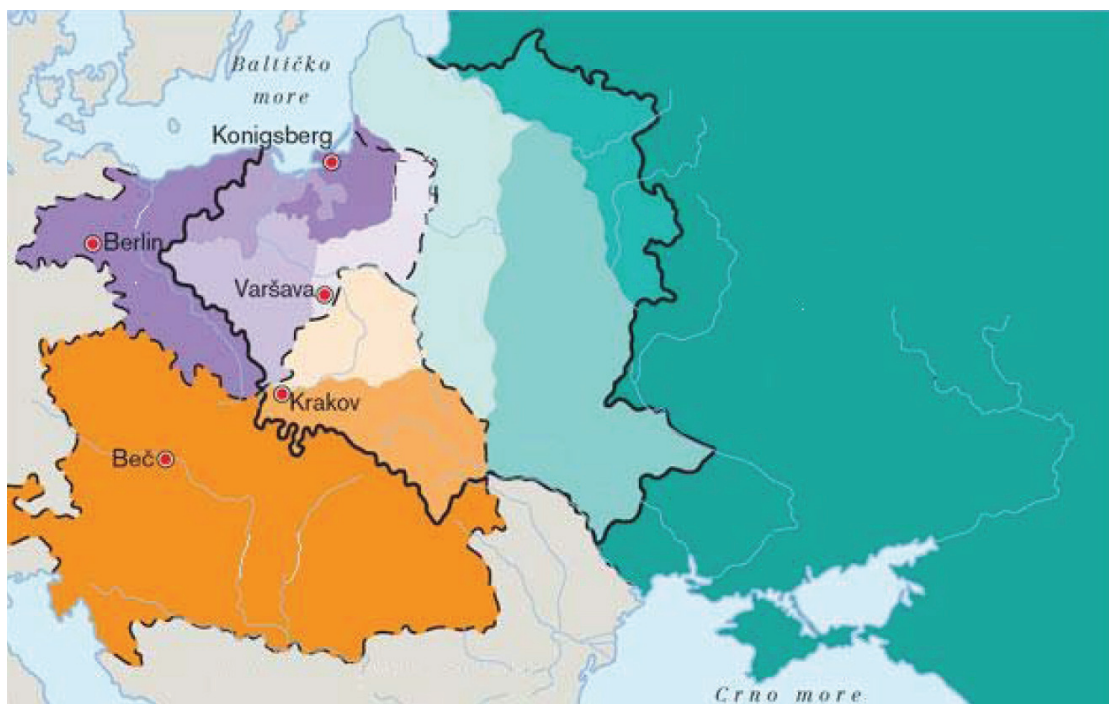 Baltičko
more
Konigsberg
Berlin
Varšava
Krakov
Beč
Crno more